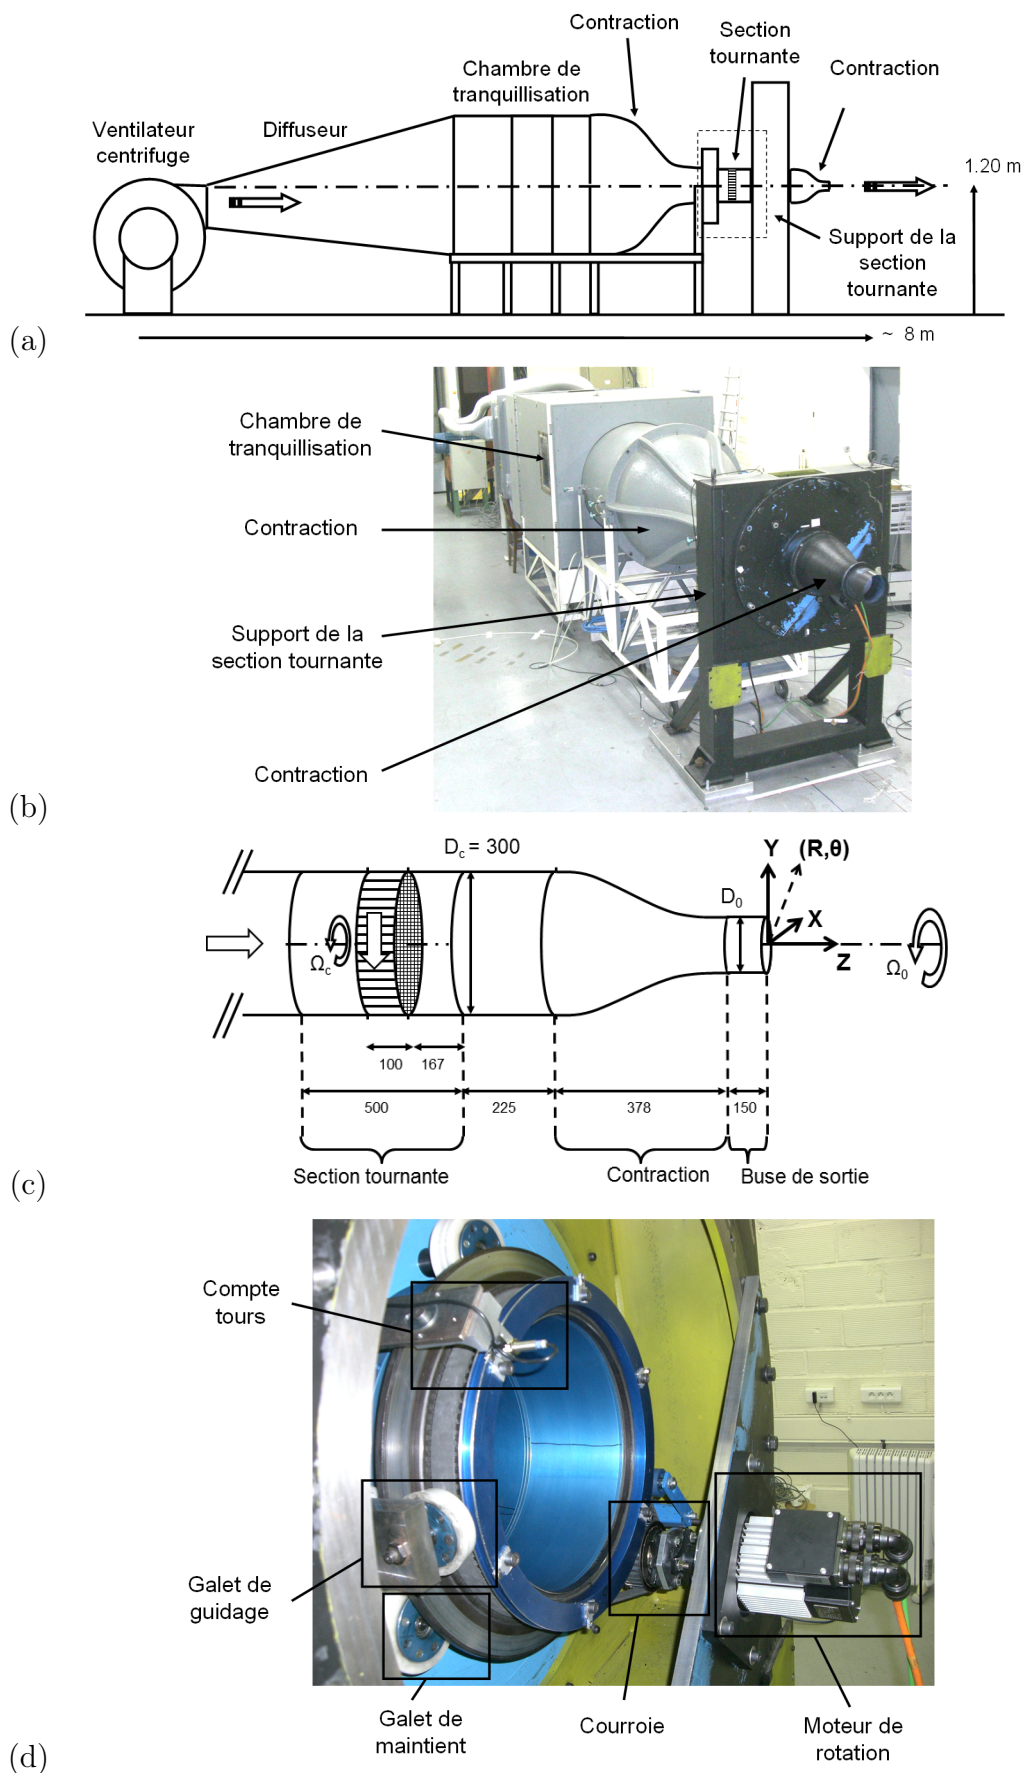 Contraction
Section
tournante
Contraction
Chambre de
tranquillisation
Ventilateur
centrifuge
Diffuseur
1.20 m
Support de la
section
tournante
~ 8 m
(a)
Chambre de
tranquillisation
Contraction
Support de la
section tournante
Contraction
(b)
D_c = 300
Y
(R,θ)
D_0
X
Z
Ω_c
Ω_0
100
167
500
225
378
150
Section tournante
Contraction
Buse de sortie
(c)
Compte
tours
Galet de
guidage
Galet de
maintient
Courroie
Moteur de
rotation
(d)